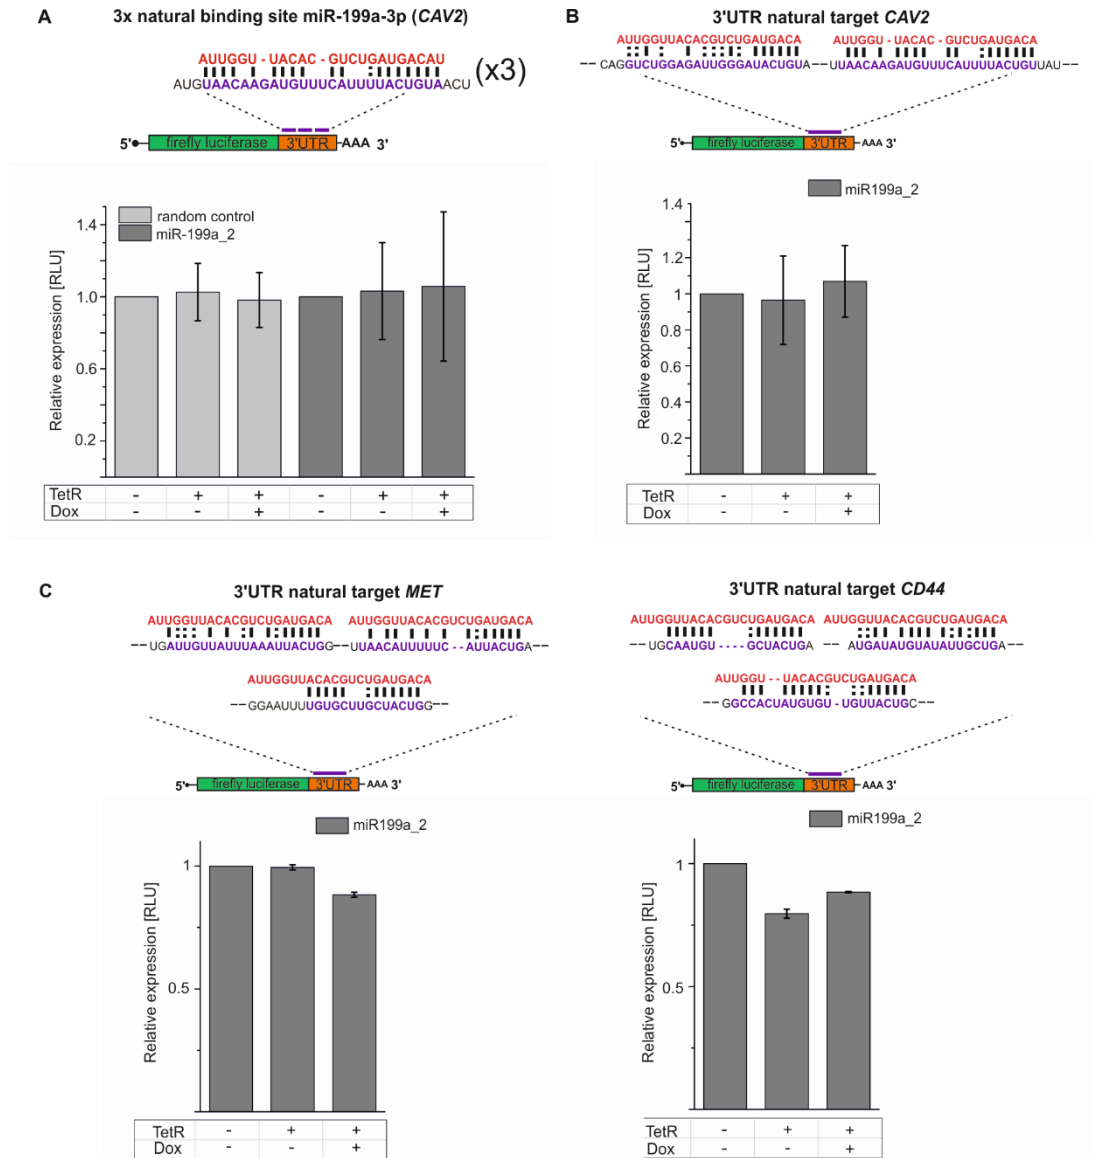 A
3x natural binding site miR-199a-3p (CAV2)
AUUGGU - UACAC - GUCUGAUGACAU
AUGUAACAAGAUGUUUCAUUUUACUGUAACU
(x3)
5' firefly luciferase 3'UTR AAA 3'
Relative expression [RLU]
1.4
1.0
0.6
0.2
random control
miR-199a_2
TetR - + + - + +
Dox - - + - - +
B
3'UTR natural target CAV2
AUUGGUUACACGUCUGAUGACA AUUGGU - UACAC - GUCUGAUGACA
CAGGUCUGGAGAUUGGGAUACUGUA UUAACAAGAUGUUUCAUUUUACUGUUAU
5' firefly luciferase 3'UTR AAA 3'
miR199a_2
Relative expression [RLU]
1.4
1.2
1
0.8
0.6
0.4
0.2
TetR - + +
Dox - - +
C
3'UTR natural target MET
AUUGGUUACACGUCUGAUGACA AUUGGUUACACGUCUGAUGACA
UGAUUGUUAUUUAAAUUACUGG UUAACAUUUUUC - - AUUACUGA
AUUGGUUACACGUCUGAUGACA
GGAAUUUUGUGCUUGCUACUGG
5' firefly luciferase 3'UTR AAA 3'
miR199a_2
Relative expression [RLU]
1
0.5
TetR - + +
Dox - - +
3'UTR natural target CD44
AUUGGUUACACGUCUGAUGACA AUUGGUUACACGUCUGAUGACA
UGCAAUGU - - - - GCUACUGA AUGAUAUGUAUAUUGCUGA
AUUGGU - - UACACGUCUGAUGACA
GGCCACUAUGUGU - UGUUACUGC
5' firefly luciferase 3'UTR AAA 3'
miR199a_2
Relative expression [RLU]
1
0.5
TetR - + +
Dox - - +